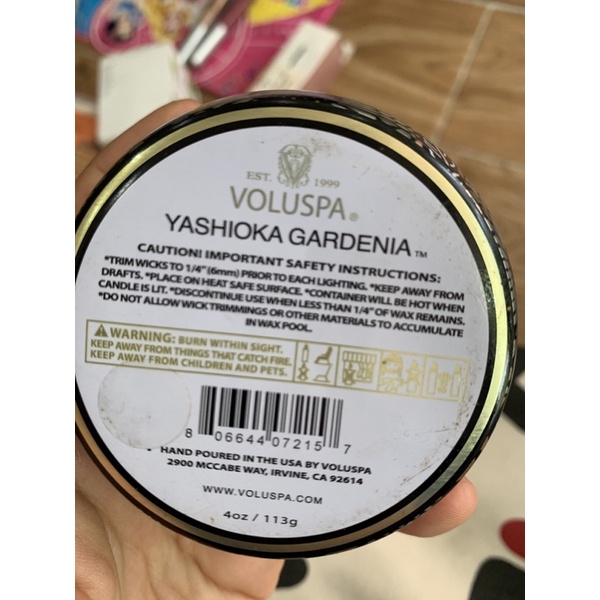 EST. 1999
VOLUSPA®
YASHIOKA GARDENIA™
CAUTION! IMPORTANT SAFETY INSTRUCTIONS:
*TRIM WICKS TO 1/4" (6mm) PRIOR TO EACH LIGHTING. *KEEP AWAY FROM
DRAFTS. *PLACE ON HEAT SAFE SURFACE. *CONTAINER WILL BE HOT WHEN
CANDLE IS LIT. *DISCONTINUE USE WHEN LESS THAN 1/4" OF WAX REMAINS.
*DO NOT ALLOW WICK TRIMMINGS OR OTHER MATERIALS TO ACCUMULATE
IN WAX POOL.
WARNING: BURN WITHIN SIGHT.
KEEP AWAY FROM THINGS THAT CATCH FIRE.
KEEP AWAY FROM CHILDREN AND PETS.
8 06644 07215 7
HAND POURED IN THE USA BY VOLUSPA
2900 MCCABE WAY, IRVINE, CA 92614
WWW.VOLUSPA.COM
4oz / 113g